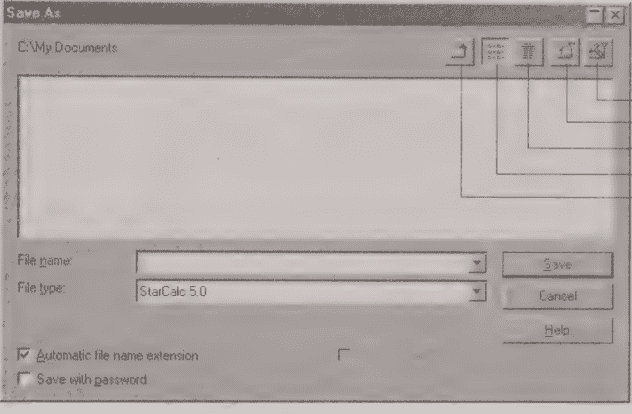 Save As
C:\My Documents
File name:
Save
File type:
StarCalc 5.0
Cancel
Help
Automatic file name extension
Save with password